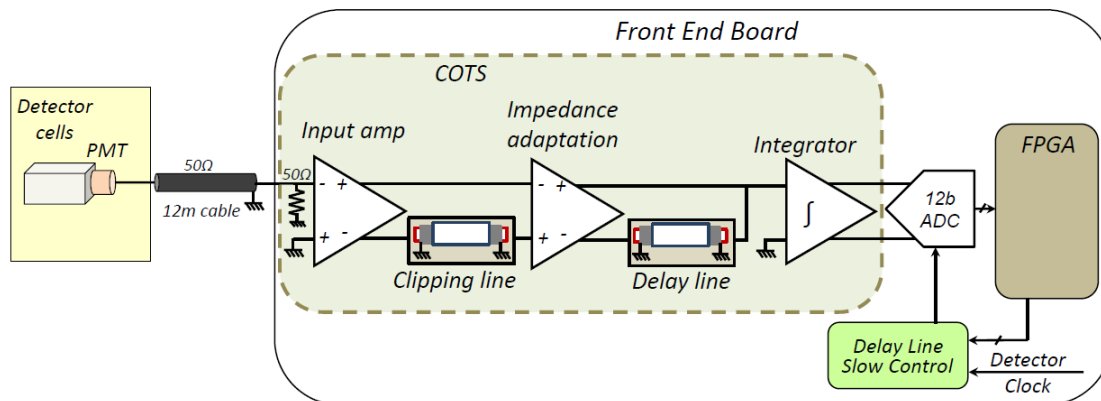 Front End Board
COTS
Detector
cells
PMT
50Ω
12m cable
50Ω
Input amp
- +
+ -
Clipping line
Impedance
adaptation
- +
+ -
Delay line
Integrator
∫
12b
ADC
FPGA
Delay Line
Slow Control
Detector
Clock